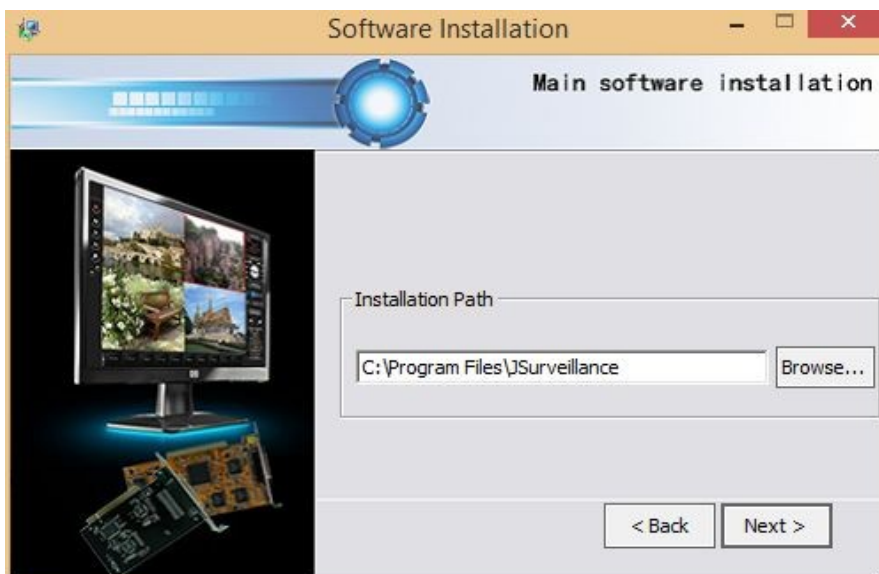 Software Installation
Main software installation
Installation Path
C:\Program Files\JSurveillance
Browse...
< Back
Next >